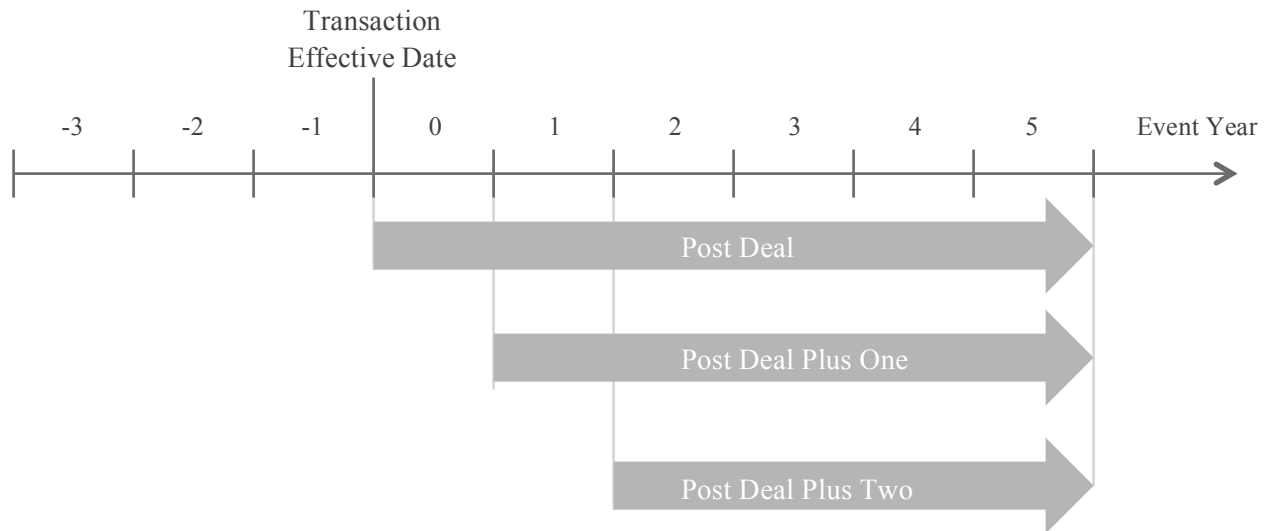 Transaction
Effective Date
-3 -2 -1 0 1 2 3 4 5 Event Year
Post Deal
Post Deal Plus One
Post Deal Plus Two